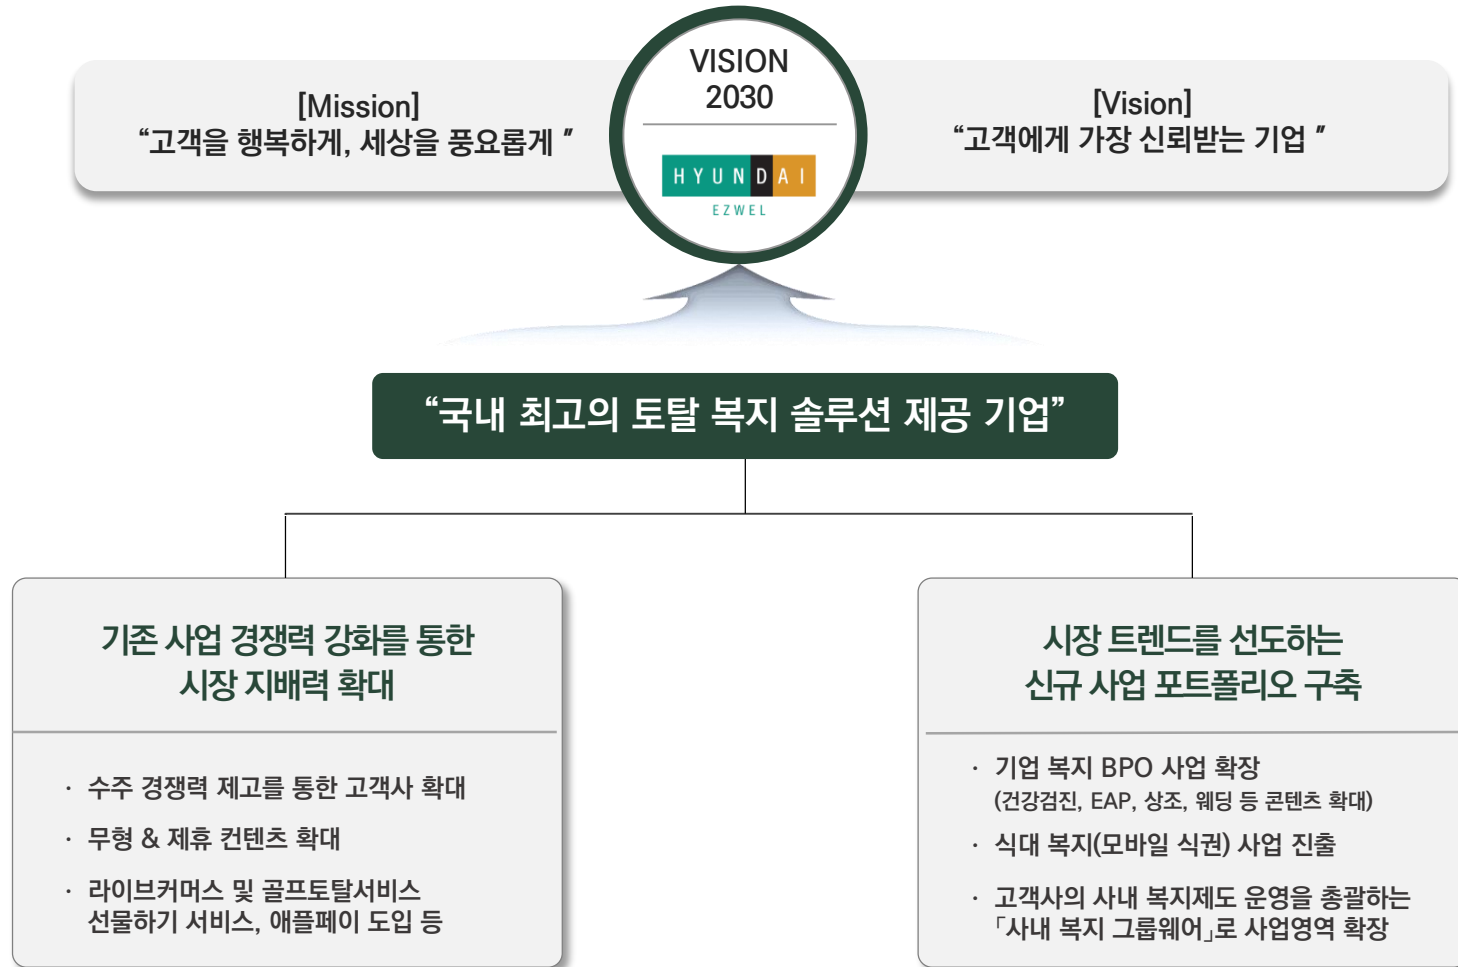 VISION
2030
HYUNDAI
EZWEL
[Mission]
“고객을 행복하게, 세상을 풍요롭게 ”
[Vision]
“고객에게 가장 신뢰받는 기업 ”
“국내 최고의 토탈 복지 솔루션 제공 기업”
기존 사업 경쟁력 강화를 통한
시장 지배력 확대
· 수주 경쟁력 제고를 통한 고객사 확대
· 무형 & 제휴 컨텐츠 확대
· 라이브커머스 및 골프토탈서비스
선물하기 서비스, 애플페이 도입 등
시장 트렌드를 선도하는
신규 사업 포트폴리오 구축
· 기업 복지 BPO 사업 확장
(건강검진, EAP, 상조, 웨딩 등 콘텐츠 확대)
· 식대 복지(모바일 식권) 사업 진출
· 고객사의 사내 복지제도 운영을 총괄하는
「사내 복지 그룹웨어」로 사업영역 확장